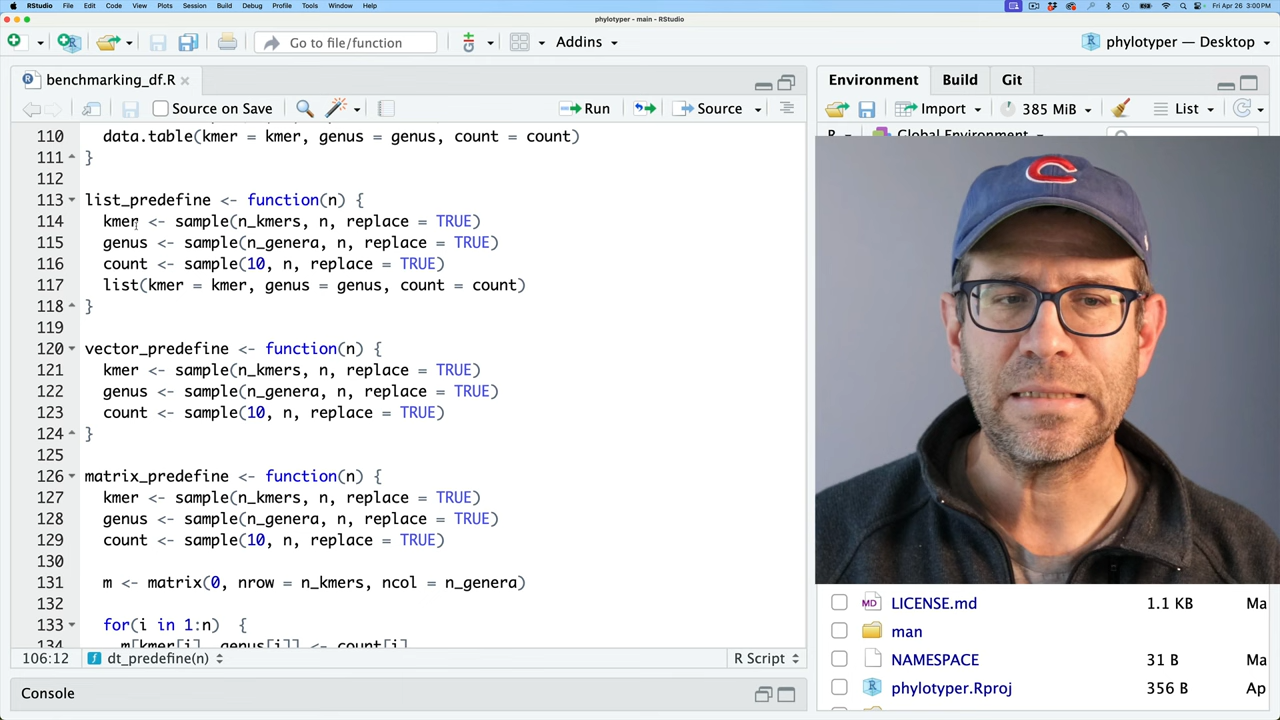 RStudio File Edit Code View Plots Session Build Debug Profile Tools Window Help Fri Apr 26 3:00 PM
phylotyper - main - RStudio
Go to file/function Addins phylotyper — Desktop
benchmarking_df.R
Source on Save Run Source
110 data.table(kmer = kmer, genus = genus, count = count)
111 }
112
113 list_predefine <- function(n) {
114 kmer <- sample(n_kmers, n, replace = TRUE)
115 genus <- sample(n_genera, n, replace = TRUE)
116 count <- sample(10, n, replace = TRUE)
117 list(kmer = kmer, genus = genus, count = count)
118 }
119
120 vector_predefine <- function(n) {
121 kmer <- sample(n_kmers, n, replace = TRUE)
122 genus <- sample(n_genera, n, replace = TRUE)
123 count <- sample(10, n, replace = TRUE)
124 }
125
126 matrix_predefine <- function(n) {
127 kmer <- sample(n_kmers, n, replace = TRUE)
128 genus <- sample(n_genera, n, replace = TRUE)
129 count <- sample(10, n, replace = TRUE)
130
131 m <- matrix(0, nrow = n_kmers, ncol = n_genera)
132
133 for(i in 1:n) {
134 m[kmer[i], genus[i]] <- count[i]
106:12 dt_predefine(n) R Script
Console
Environment Build Git
Import 385 MiB List
R Global Environment
C
MD LICENSE.md 1.1 KB Ma
man
NAMESPACE 31 B Ma
phylotyper.Rproj 356 B Ap